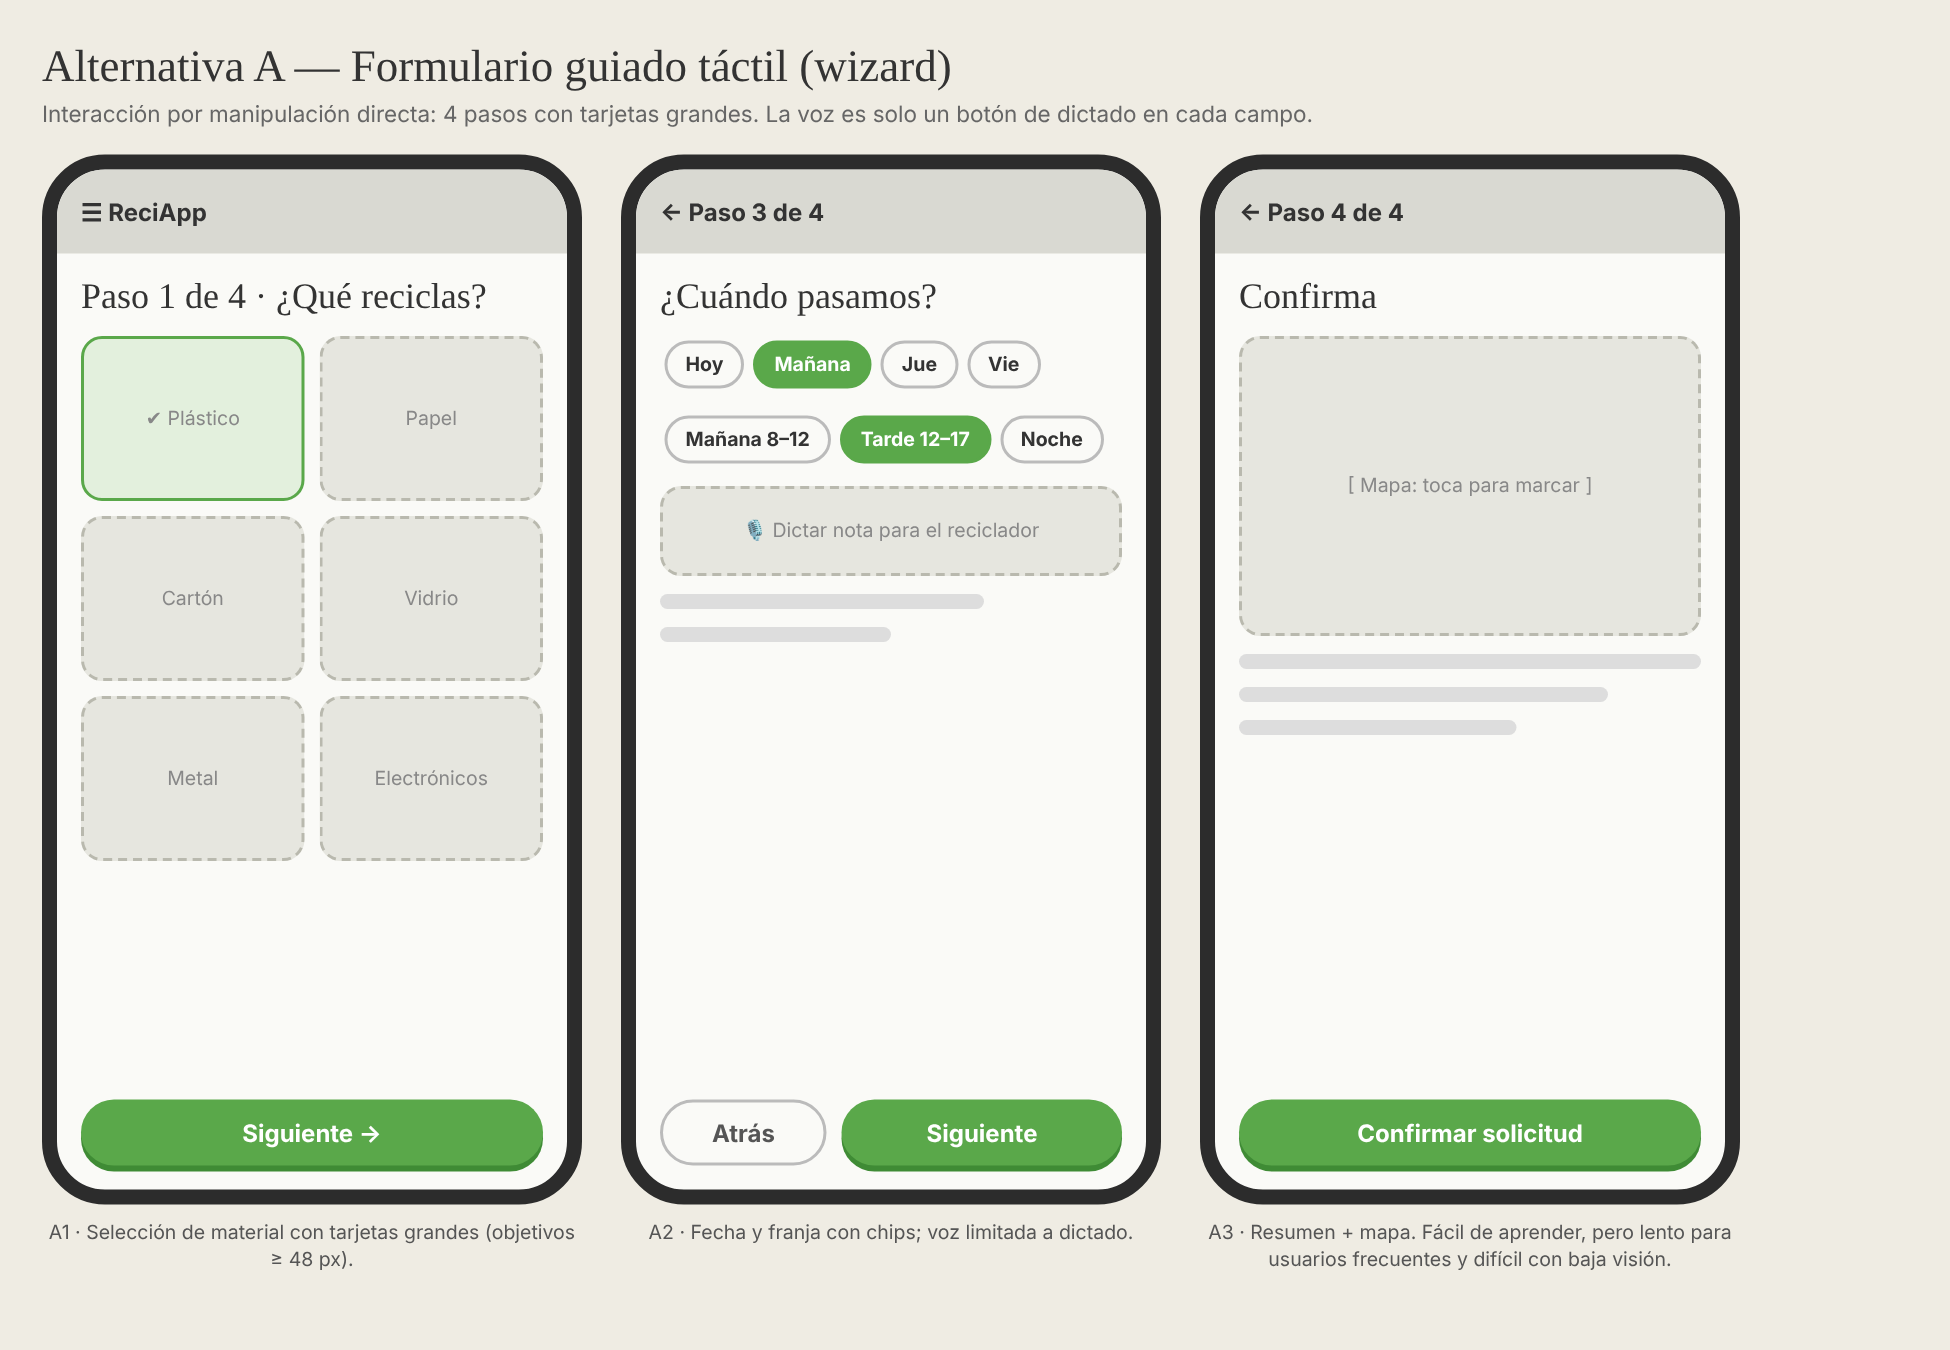 Alternativa A — Formulario guiado táctil (wizard)
Interacción por manipulación directa: 4 pasos con tarjetas grandes. La voz es solo un botón de dictado en cada campo.
☰ ReciApp
Paso 1 de 4 · ¿Qué reciclas?
✔ Plástico
Papel
Cartón
Vidrio
Metal
Electrónicos
Siguiente →
A1 · Selección de material con tarjetas grandes (objetivos
≥ 48 px).
← Paso 3 de 4
¿Cuándo pasamos?
Hoy
Mañana
Jue
Vie
Mañana 8–12
Tarde 12–17
Noche
🎙️ Dictar nota para el reciclador
Atrás
Siguiente
A2 · Fecha y franja con chips; voz limitada a dictado.
← Paso 4 de 4
Confirma
[ Mapa: toca para marcar ]
Confirmar solicitud
A3 · Resumen + mapa. Fácil de aprender, pero lento para
usuarios frecuentes y difícil con baja visión.